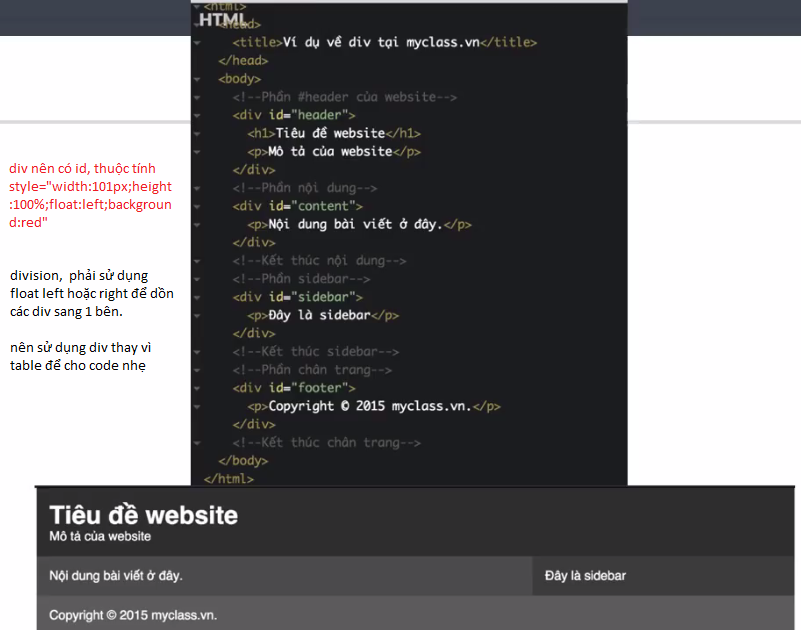 <html>
HTML
<head>
<title>Ví dụ về div tại myclass.vn</title>
</head>
<body>
<!--Phần #header của website-->
<div id="header">
<h1>Tiêu đề website</h1>
<p>Mô tả của website</p>
</div>
<!--Phần nội dung-->
<div id="content">
<p>Nội dung bài viết ở đây.</p>
</div>
<!--Kết thúc nội dung-->
<!--Phần sidebar-->
<div id="sidebar">
<p>Đây là sidebar</p>
</div>
<!--Kết thúc sidebar-->
<!--Phần chân trang-->
<div id="footer">
<p>Copyright © 2015 myclass.vn.</p>
</div>
<!--Kết thúc chân trang-->
</body>
</html>
div nên có id, thuộc tính
style="width:101px;height
:100%;float:left;backgroun
d:red"
division, phải sử dụng
float left hoặc right để dồn
các div sang 1 bên.
nên sử dụng div thay vì
table để cho code nhẹ
Tiêu đề website
Mô tả của website
Nội dung bài viết ở đây.
Đây là sidebar
Copyright © 2015 myclass.vn.